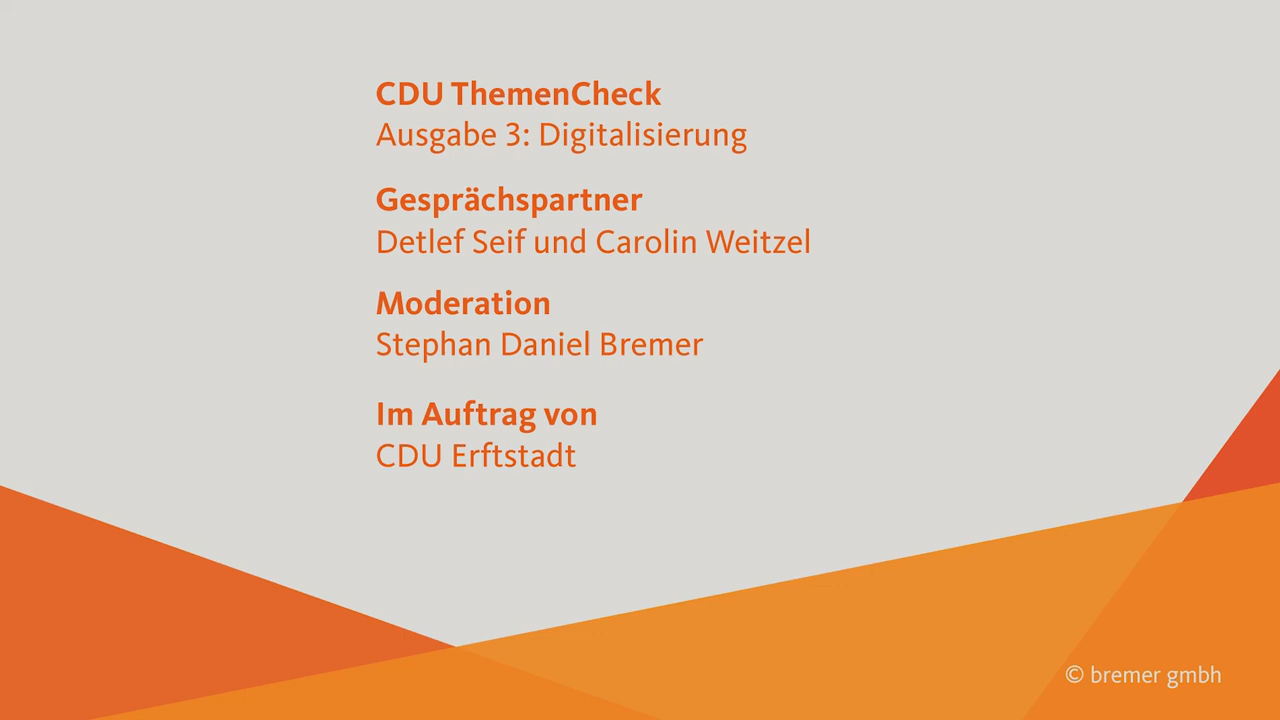 CDU ThemenCheck
Ausgabe 3: Digitalisierung
Gesprächspartner
Detlef Seif und Carolin Weitzel
Moderation
Stephan Daniel Bremer
Im Auftrag von
CDU Erftstadt
© bremer gmbh